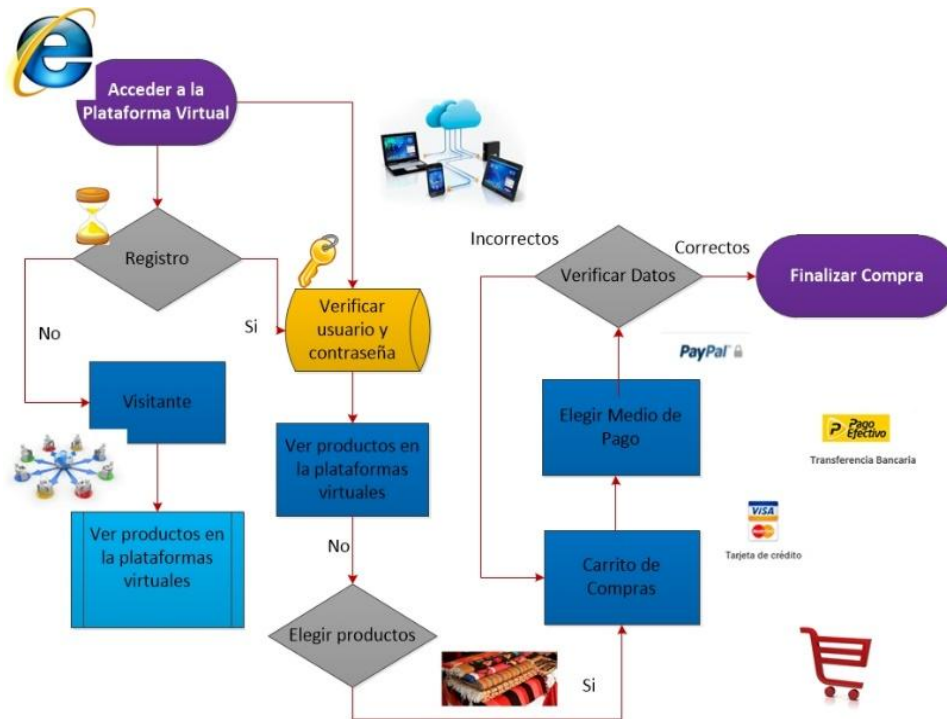 Acceder a la
Plataforma Virtual
Registro
No
Si
Verificar
usuario y
contraseña
Visitante
Ver productos en
la plataformas
virtuales
Ver productos en
la plataformas
virtuales
No
Elegir productos
Si
Carrito de
Compras
Elegir Medio de
Pago
Verificar Datos
Incorrectos
Correctos
Finalizar Compra
PayPal
Pago
Efectivo
Transferencia Bancaria
VISA
MasterCard
Tarjeta de crédito